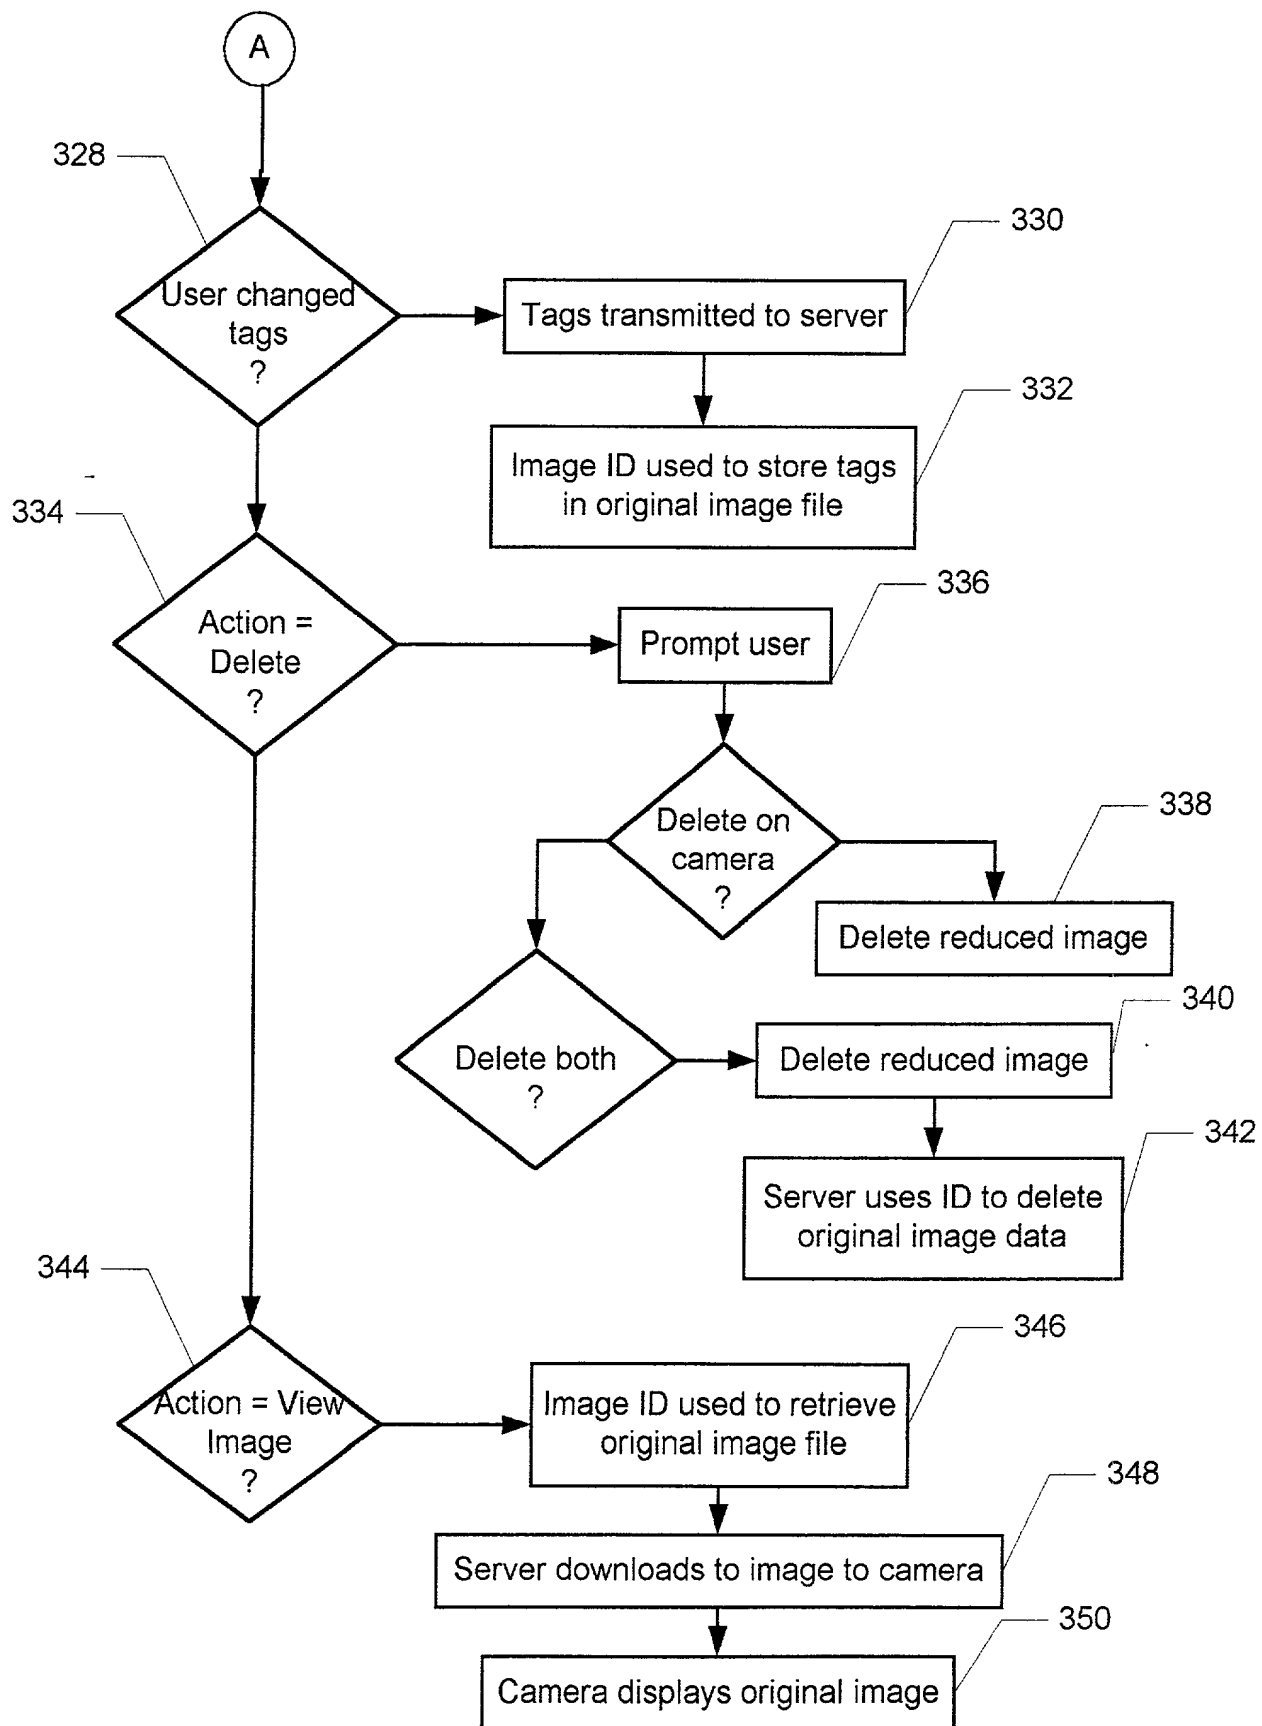 A
328
User changed
tags
?
330
Tags transmitted to server
332
Image ID used to store tags
in original image file
334
Action =
Delete
?
336
Prompt user
Delete on
camera
?
338
Delete reduced image
Delete both
?
340
Delete reduced image
342
Server uses ID to delete
original image data
344
Action = View
Image
?
346
Image ID used to retrieve
original image file
348
Server downloads to image to camera
350
Camera displays original image